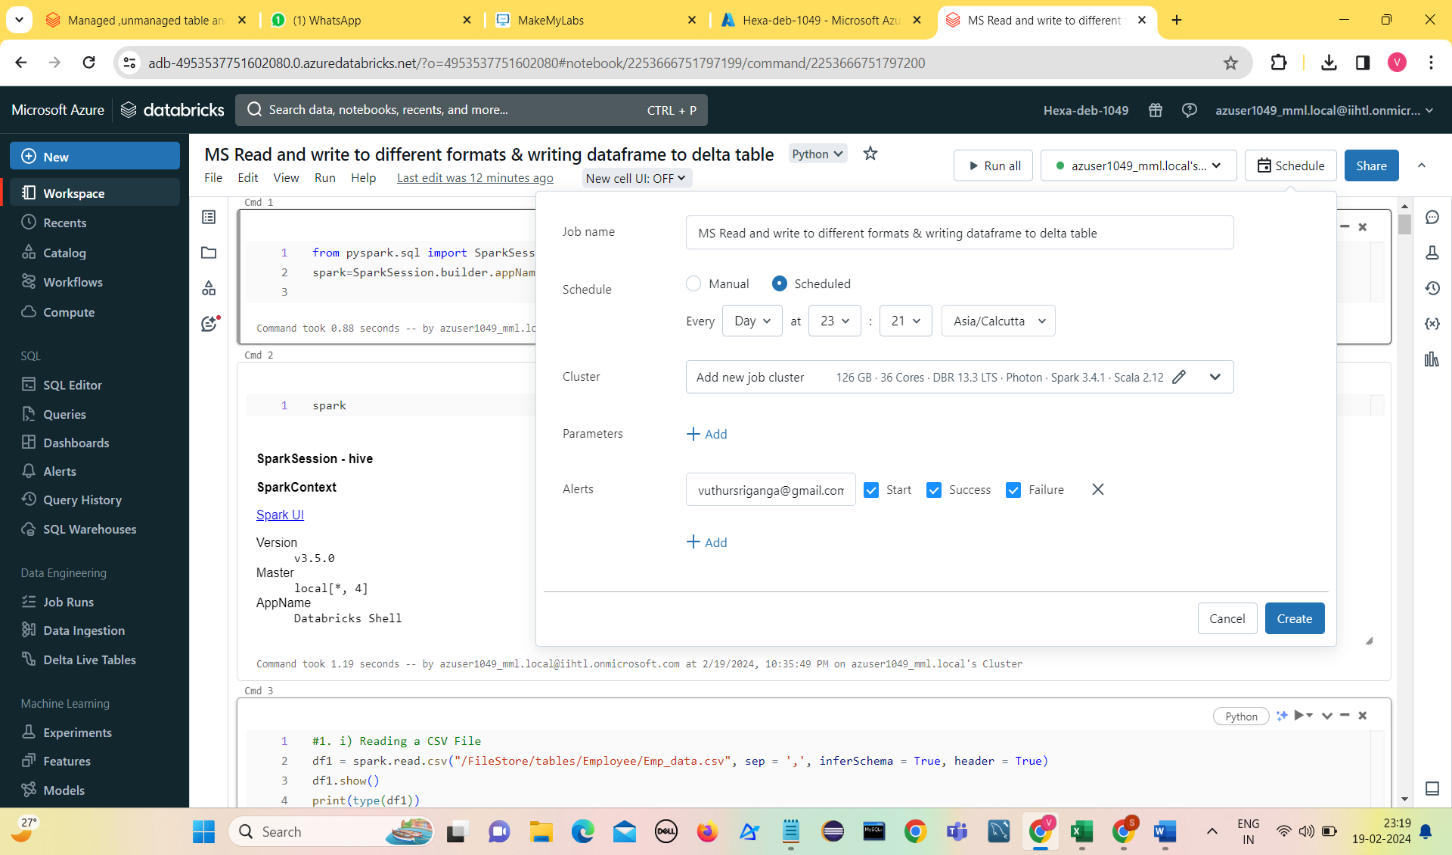 Managed ,unmanaged table an
(1) WhatsApp
MakeMyLabs
Hexa-deb-1049 - Microsoft Azu
MS Read and write to different
adb-4953537751602080.0.azuredatabricks.net/?o=4953537751602080#notebook/2253666751797199/command/2253666751797200
V
Microsoft Azure
databricks
Search data, notebooks, recents, and more...
CTRL + P
Hexa-deb-1049
azuser1049_mml.local@iihtl.onmicr...
New
Workspace
Recents
Catalog
Workflows
Compute
SQL
SQL Editor
Queries
Dashboards
Alerts
Query History
SQL Warehouses
Data Engineering
Job Runs
Data Ingestion
Delta Live Tables
Machine Learning
Experiments
Features
Models
MS Read and write to different formats & writing dataframe to delta table
Python
File Edit View Run Help Last edit was 12 minutes ago New cell UI: OFF
Run all
azuser1049_mml.local's...
Schedule
Share
Cmd 1
1 from pyspark.sql import SparkSess
2 spark=SparkSession.builder.appNam
3
Command took 0.88 seconds -- by azuser1049_mml.lo
Cmd 2
1 spark
SparkSession - hive
SparkContext
Spark UI
Version
v3.5.0
Master
local[*, 4]
AppName
Databricks Shell
Command took 1.19 seconds -- by azuser1049_mml.local@iihtl.onmicrosoft.com at 2/19/2024, 10:35:49 PM on azuser1049_mml.local's Cluster
Job name
MS Read and write to different formats & writing dataframe to delta table
Schedule
Manual Scheduled
Every Day at 23 : 21 Asia/Calcutta
Cluster
Add new job cluster 126 GB · 36 Cores · DBR 13.3 LTS · Photon · Spark 3.4.1 · Scala 2.12
Parameters
Add
Alerts
vuthursriganga@gmail.com Start Success Failure
Add
Cancel Create
Cmd 3
Python
1 #1. i) Reading a CSV File
2 df1 = spark.read.csv("/FileStore/tables/Employee/Emp_data.csv", sep = ',', inferSchema = True, header = True)
3 df1.show()
4 print(type(df1))
27°
Search
DELL
MySQL
V
S
ENG
IN
23:19
19-02-2024